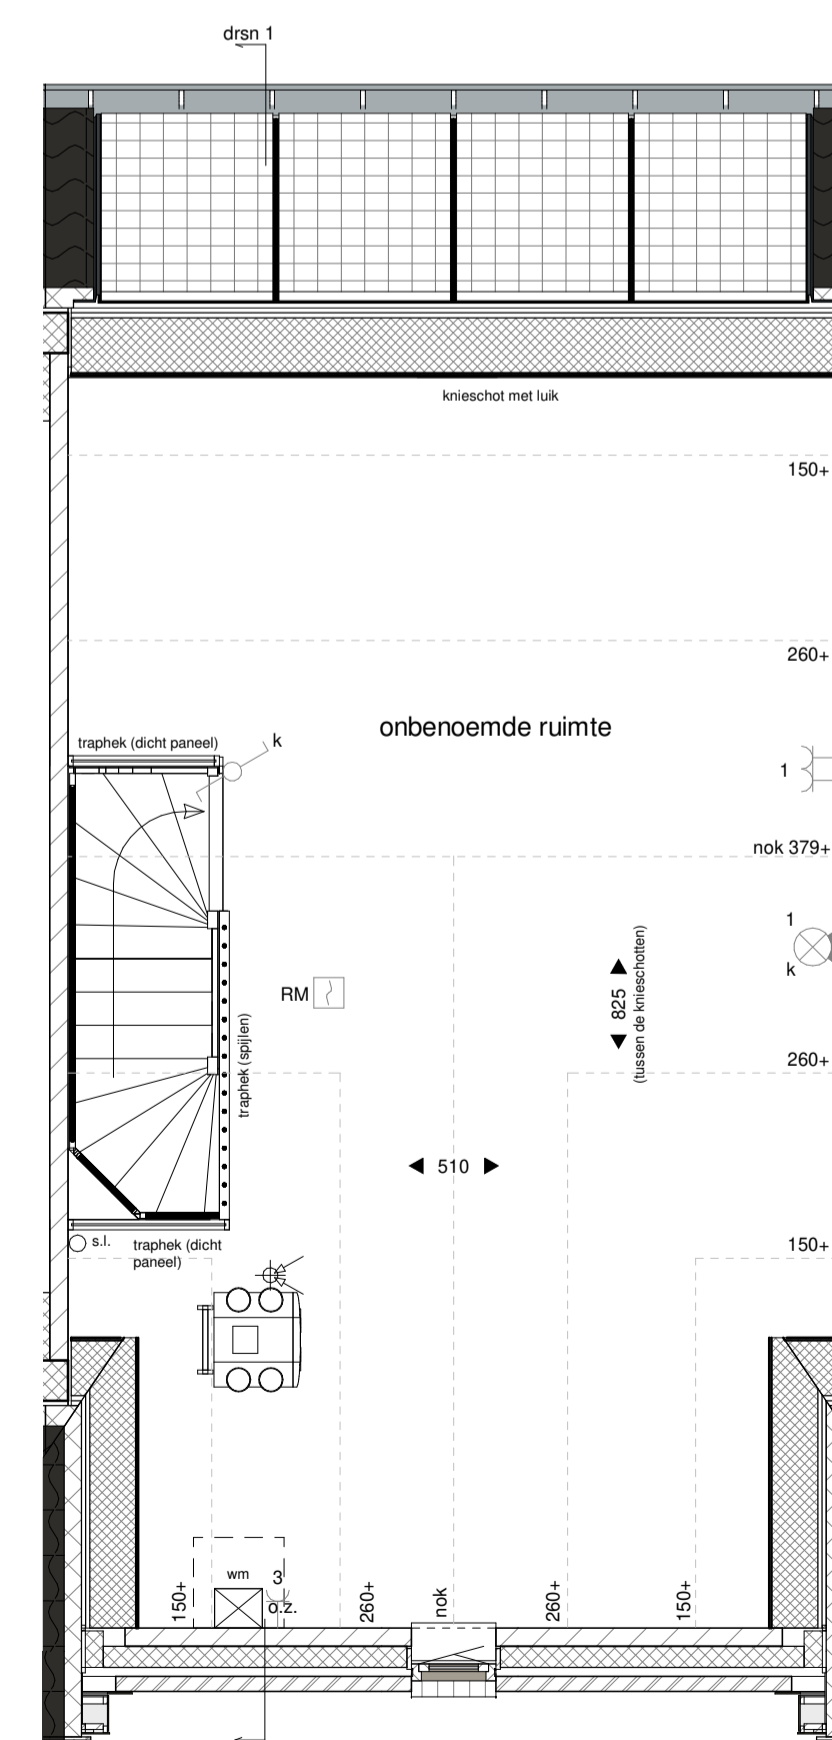 drsn 1
knieschot met luik
150+
260+
onbenoemde ruimte
traphek (dicht paneel)
k
1
nok 379+
1
k
RM
825
(tussen de knieschotten)
traphek (spijlen)
260+
510
s.l.
traphek (dicht
paneel)
150+
wm
3
o.z.
150+
260+
nok
260+
150+